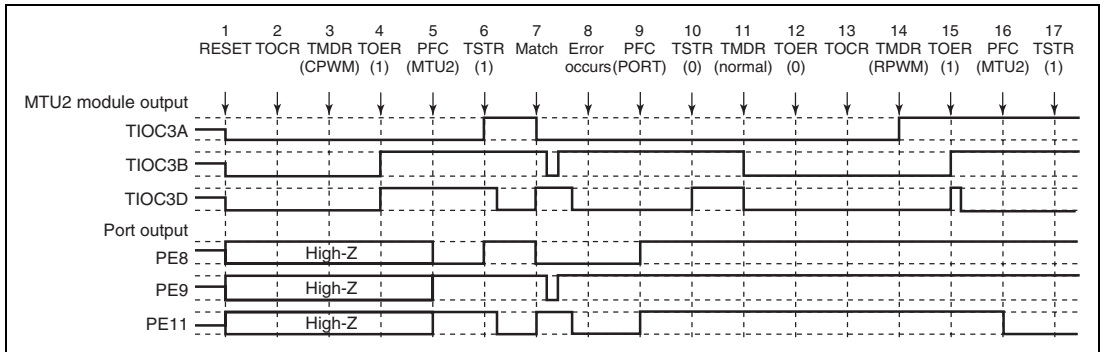 1 2 3 4 5 6 7 8 9 10 11 12 13 14 15 16 17
RESET TOCR TMDR TOER PFC TSTR Match Error PFC TSTR TMDR TOER TOCR TMDR TOER PFC TSTR
(CPWM) (1) (MTU2) (1) occurs (PORT) (0) (normal) (0) (RPWM) (1) (MTU2) (1)
MTU2 module output
TIOC3A
TIOC3B
TIOC3D
Port output
PE8 High-Z
PE9 High-Z
PE11 High-Z